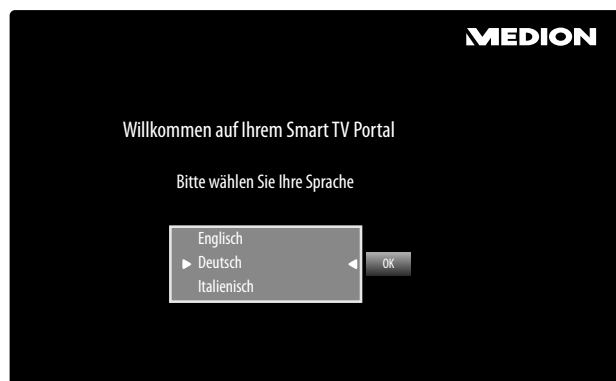 MEDION
Willkommen auf Ihrem Smart TV Portal
Bitte wählen Sie Ihre Sprache
Englisch
Deutsch
OK
Italienisch